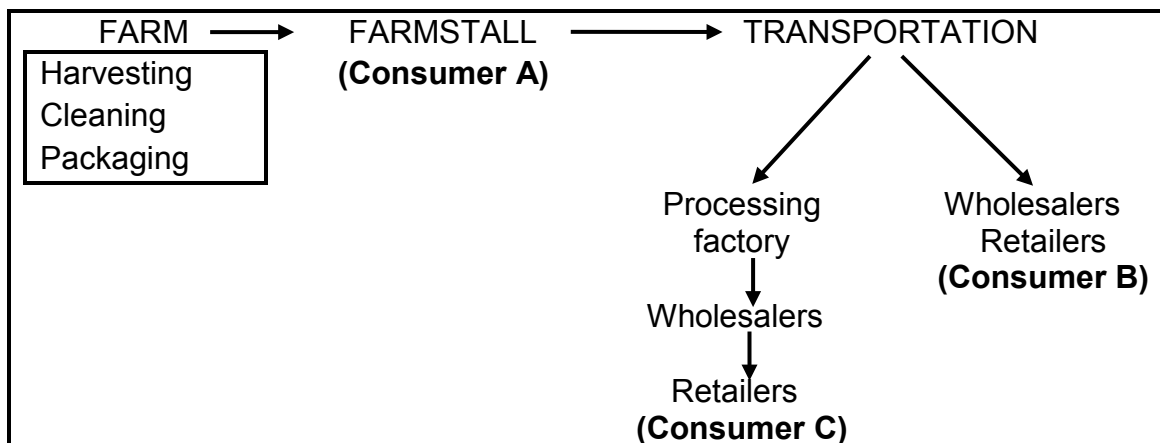 FARM FARMSTALL TRANSPORTATION
Harvesting
Cleaning
Packaging
(Consumer A)
Processing
factory
Wholesalers
Retailers
(Consumer C)
Wholesalers
Retailers
(Consumer B)